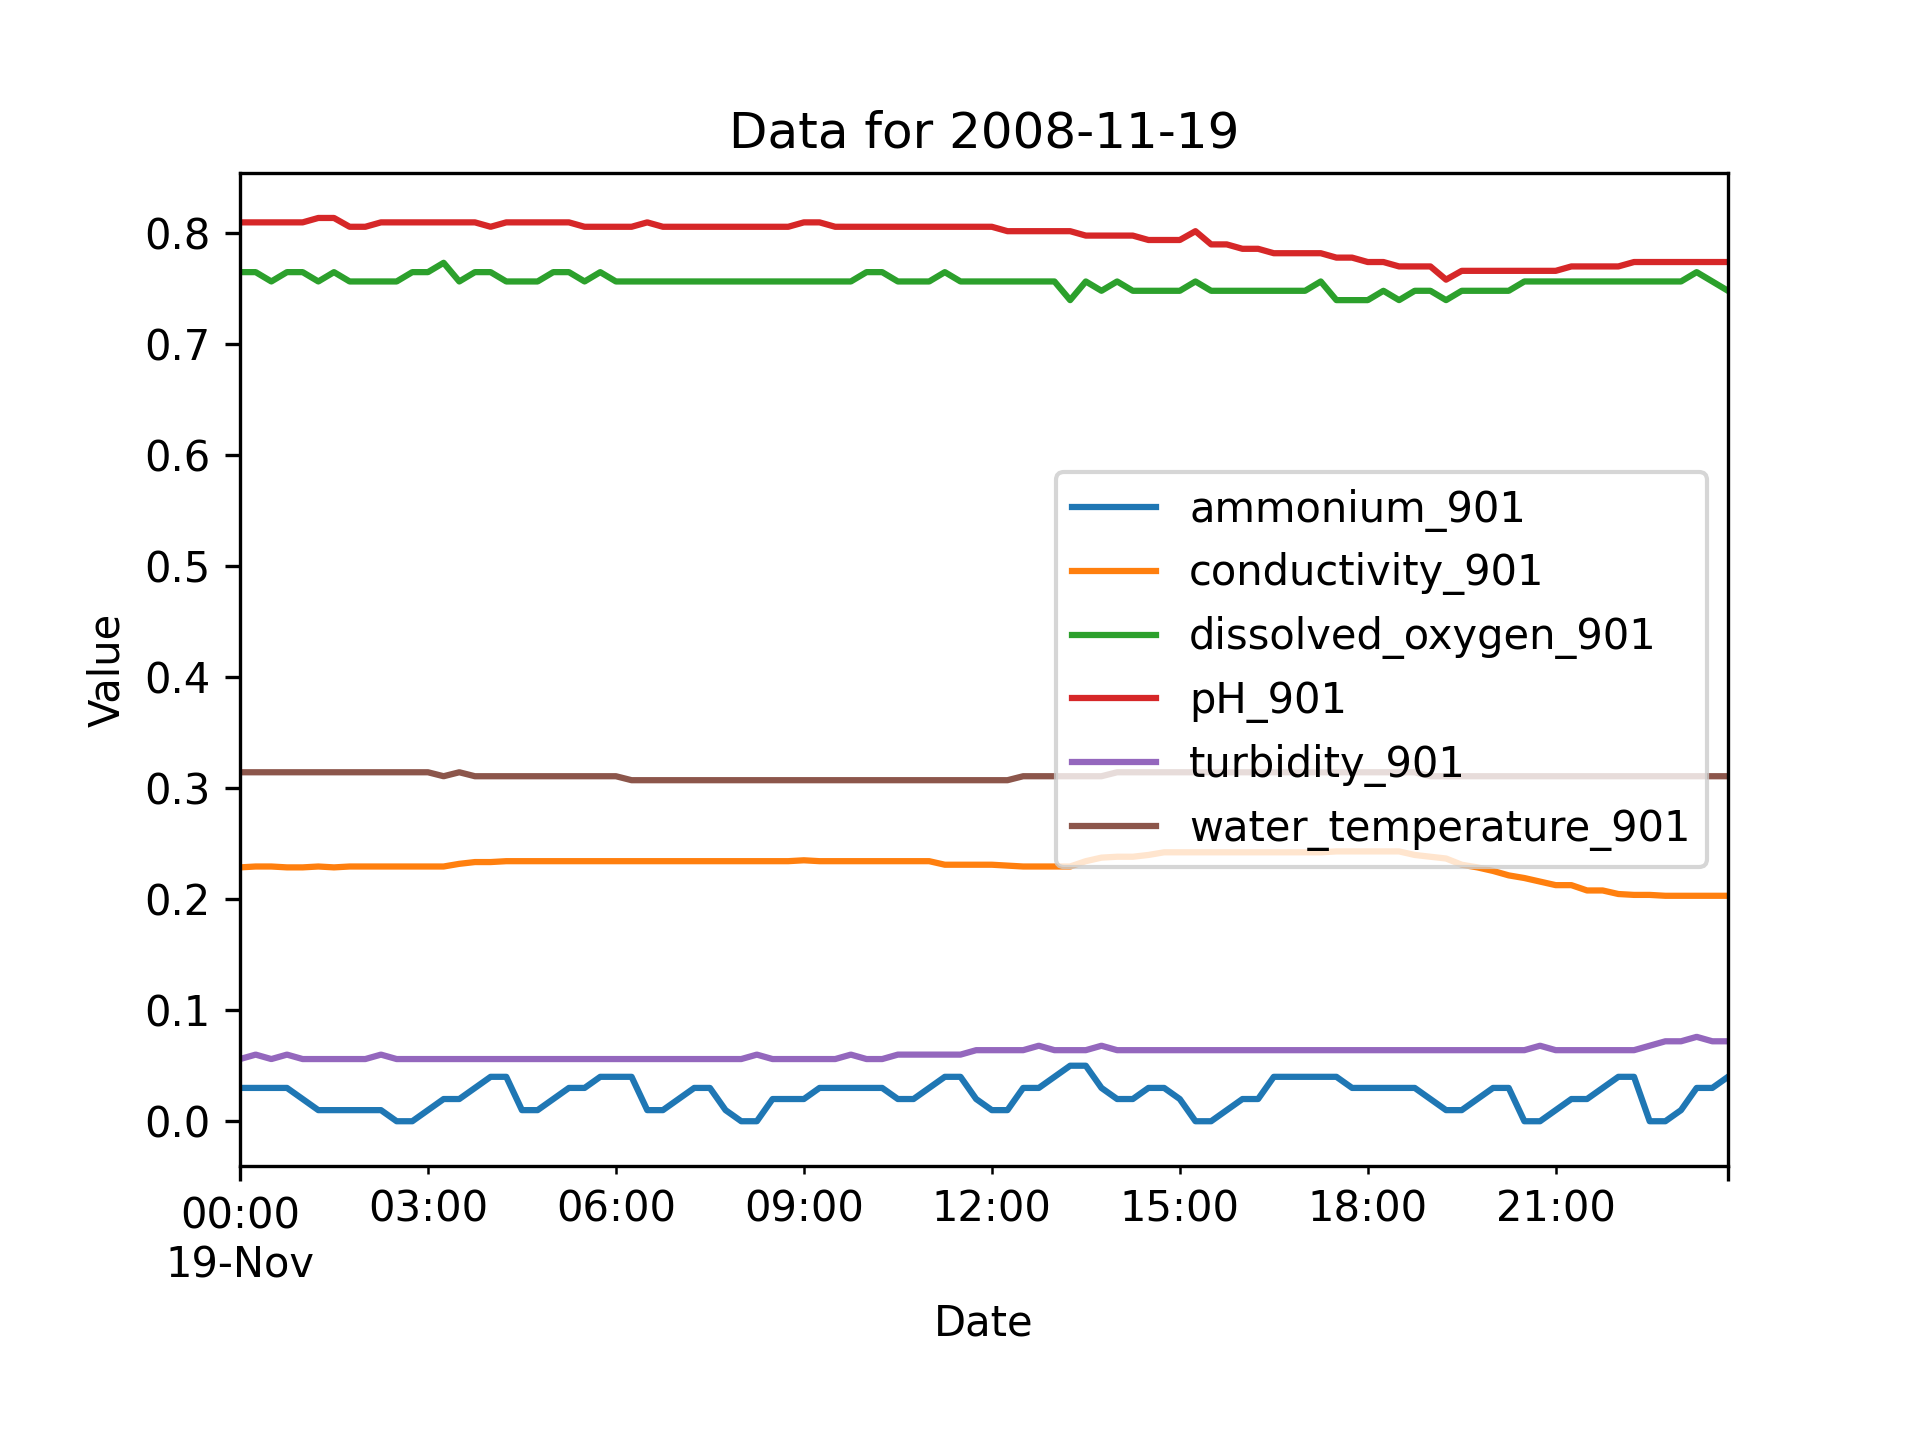 Data for 2008-11-19
Value
0.8
0.7
0.6
0.5
0.4
0.3
0.2
0.1
0.0
ammonium_901
conductivity_901
dissolved_oxygen_901
pH_901
turbidity_901
water_temperature_901
00:00 03:00 06:00 09:00 12:00 15:00 18:00 21:00
19-Nov
Date